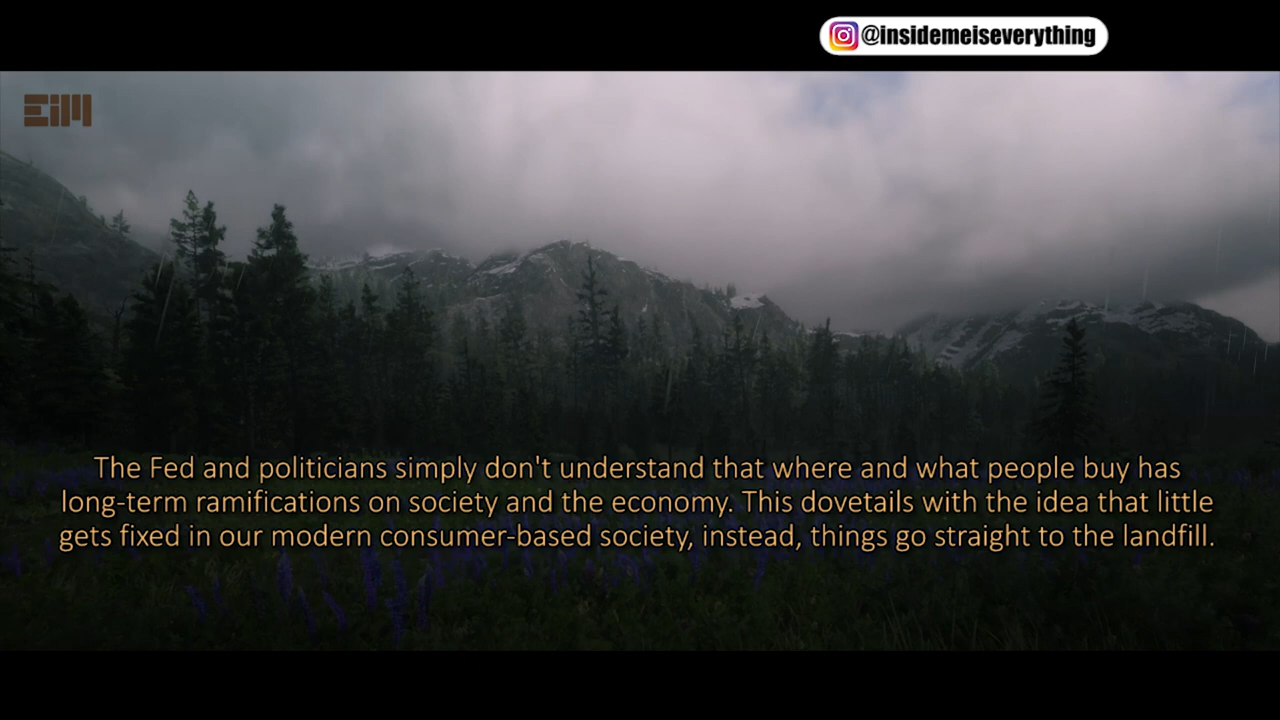 @insidemeiseverything
EiM
The Fed and politicians simply don't understand that where and what people buy has
long-term ramifications on society and the economy. This dovetails with the idea that little
gets fixed in our modern consumer-based society, instead, things go straight to the landfill.